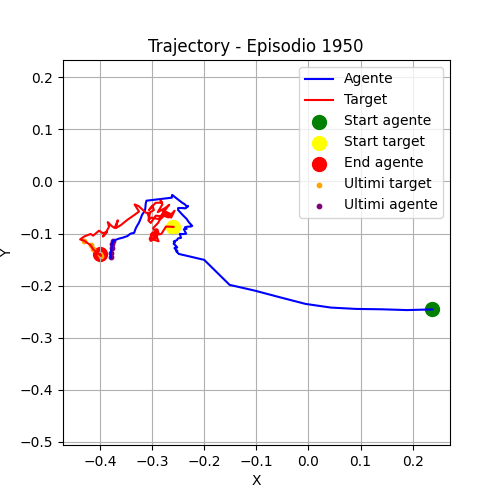 Trajectory - Episodio 1950
Agente
Target
Start agente
Start target
End agente
Ultimi target
Ultimi agente
0.2
0.1
0.0
−0.1
−0.2
−0.3
−0.4
−0.5
Y
−0.4
−0.3
−0.2
−0.1
0.0
0.1
0.2
X